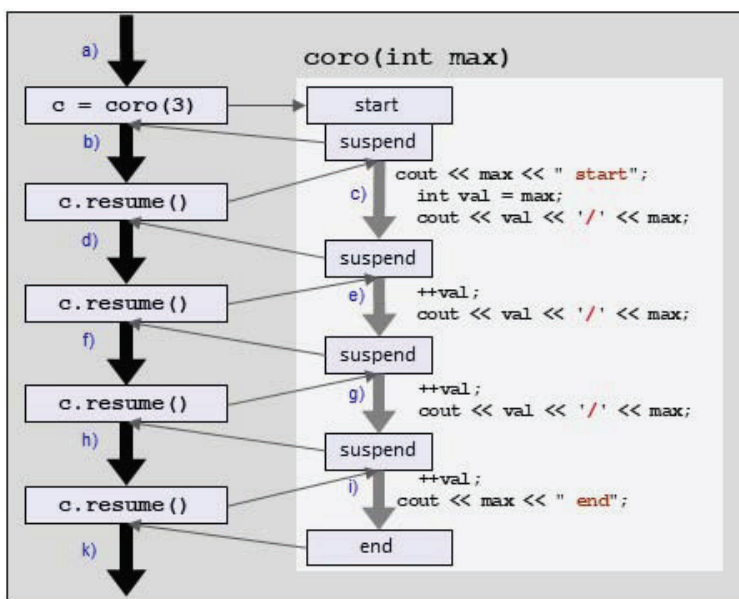 a)
coro(int max)
c = coro(3)
start
b)
suspend
cout << max << " start";
c.resume()
c)
int val = max;
cout << val << '/' << max;
d)
suspend
c.resume()
e)
++val;
cout << val << '/' << max;
f)
suspend
c.resume()
g)
++val;
cout << val << '/' << max;
h)
suspend
c.resume()
i)
++val;
cout << max << " end";
k)
end